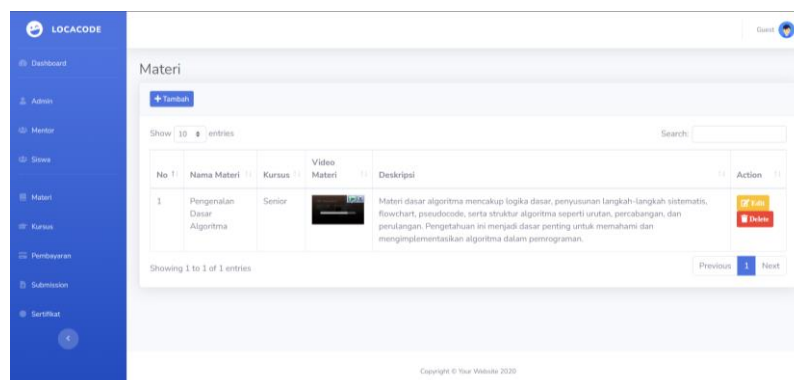 LOCACODE
Guest
Dashboard
Admin
Mentor
Siswa
Materi
Kursus
Pembayaran
Submission
Sertifikat
Materi
+ Tambah
Show 10 entries
Search:
No Nama Materi Kursus Video Materi Deskripsi Action
1 Pengenalan Dasar Algoritma Senior
Materi dasar algoritma mencakup logika dasar, penyusunan langkah-langkah sistematis,
flowchart, pseudocode, serta struktur algoritma seperti urutan, percabangan, dan
perulangan. Pengetahuan ini menjadi dasar penting untuk memahami dan
mengimplementasikan algoritma dalam pemrograman.
Edit
Delete
Showing 1 to 1 of 1 entries
Previous 1 Next
Copyright © Your Website 2020